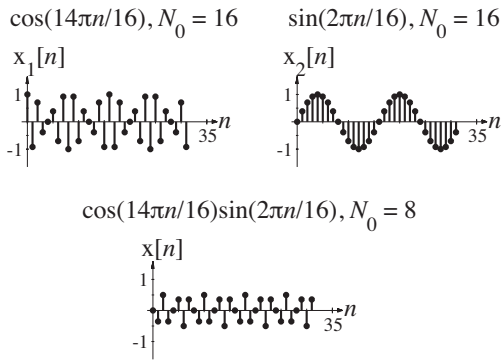 cos(14πn/16), N₀ = 16
x₁[n]
1
-1
35
n
sin(2πn/16), N₀ = 16
x₂[n]
1
-1
35
n
cos(14πn/16)sin(2πn/16), N₀ = 8
x[n]
1
-1
35
n